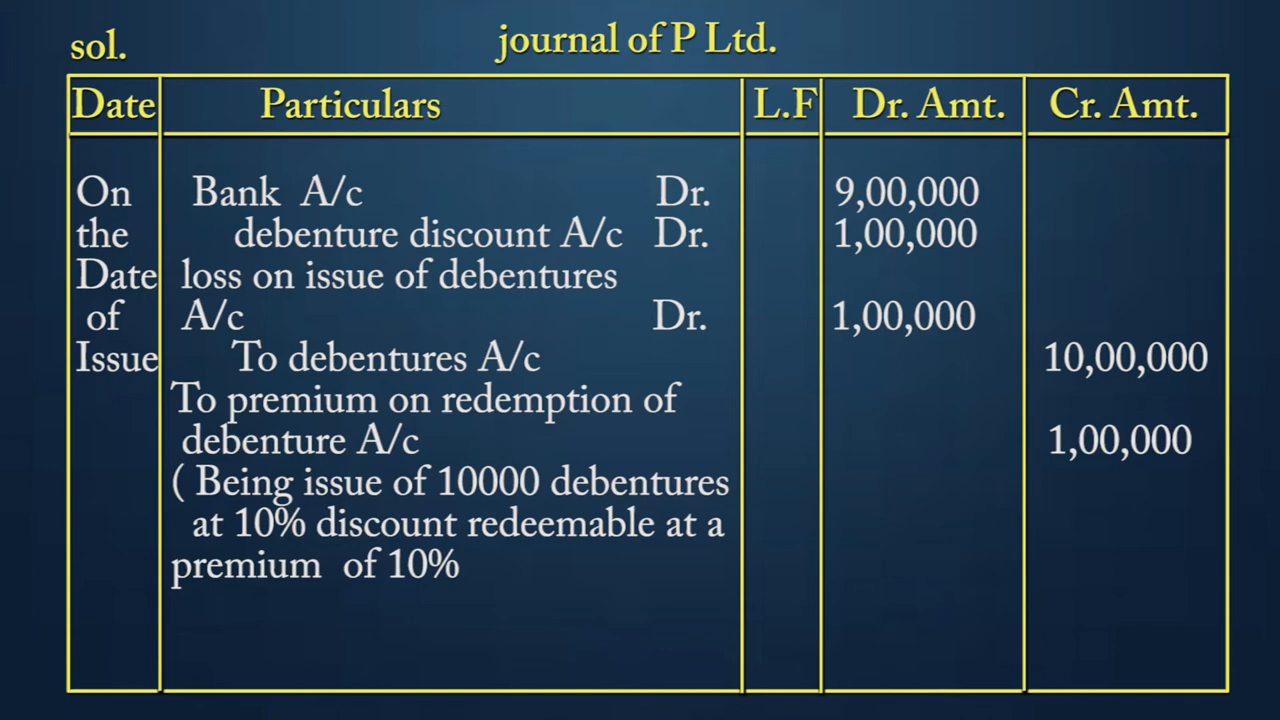 sol.
journal of P Ltd.
Date Particulars L.F Dr. Amt. Cr. Amt.
On Bank A/c Dr. 9,00,000
the debenture discount A/c Dr. 1,00,000
Date loss on issue of debentures
of A/c Dr. 1,00,000
Issue To debentures A/c 10,00,000
To premium on redemption of
debenture A/c 1,00,000
( Being issue of 10000 debentures
at 10% discount redeemable at a
premium of 10%